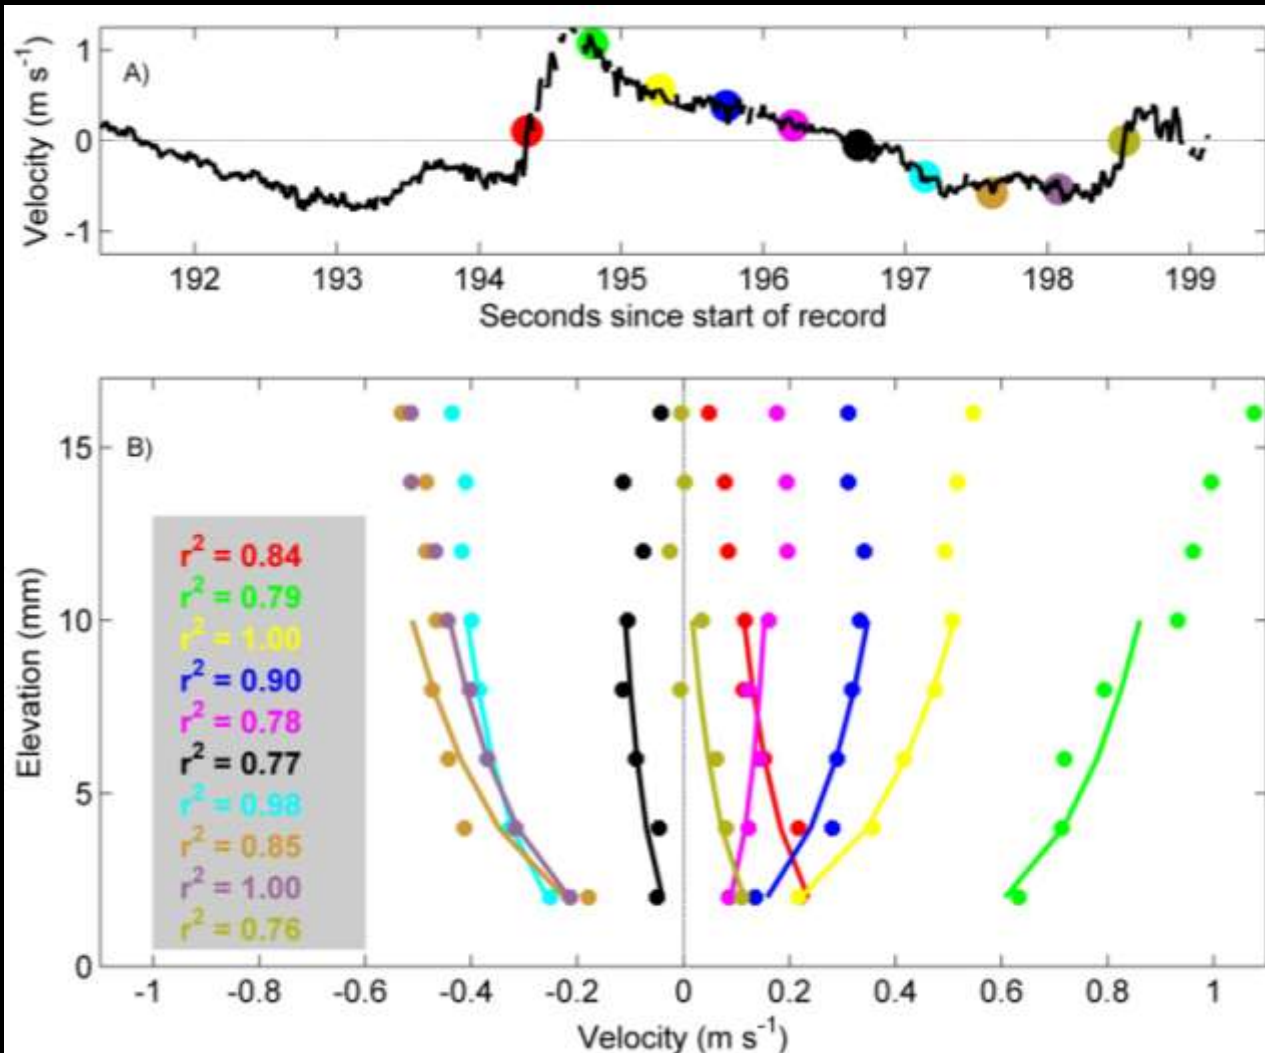 A)
Velocity (m s⁻¹)
1
0
-1
192 193 194 195 196 197 198 199
Seconds since start of record
B)
Elevation (mm)
15
10
5
0
r² = 0.84
r² = 0.79
r² = 1.00
r² = 0.90
r² = 0.78
r² = 0.77
r² = 0.98
r² = 0.85
r² = 1.00
r² = 0.76
-1 -0.8 -0.6 -0.4 -0.2 0 0.2 0.4 0.6 0.8 1
Velocity (m s⁻¹)